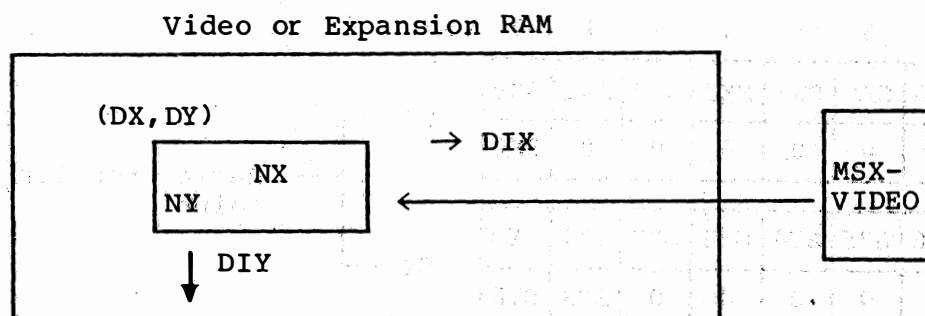 Video or Expansion RAM
(DX,DY)
→ DIX
NX
NY
MSX-
VIDEO
DIY